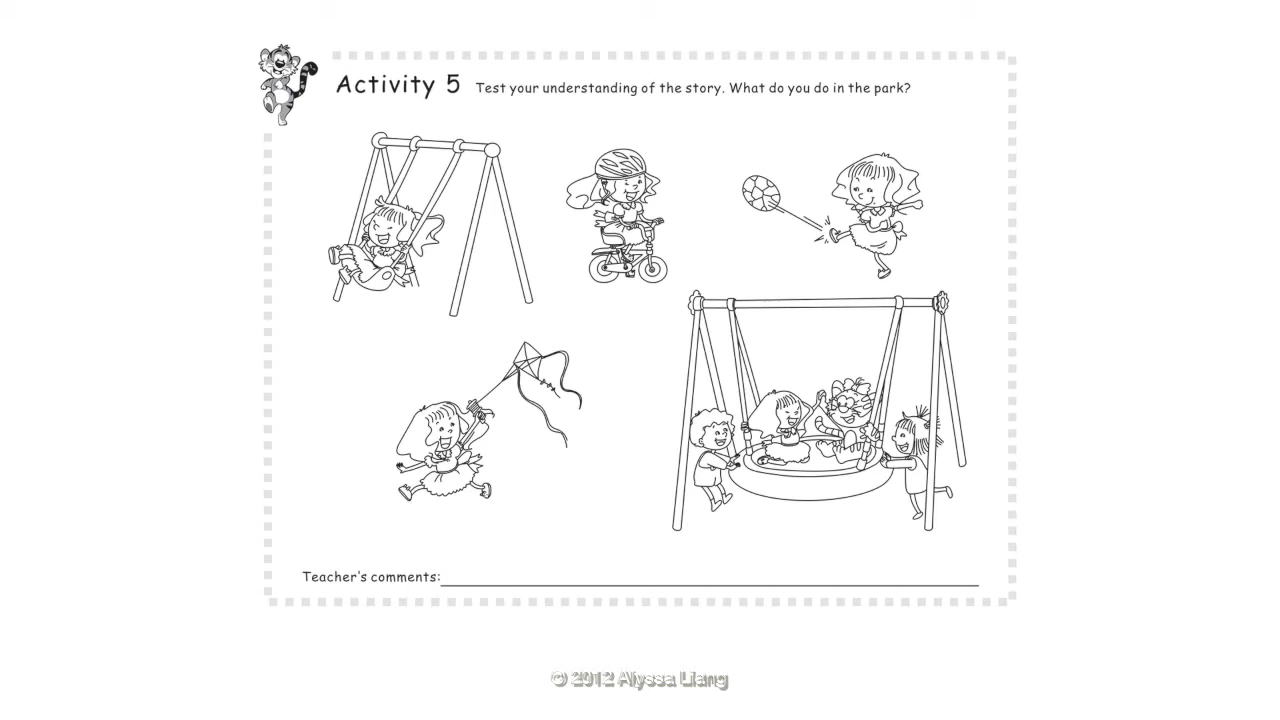 Activity 5 Test your understanding of the story. What do you do in the park?
Teacher's comments:
© 2012 Alyssa Liang